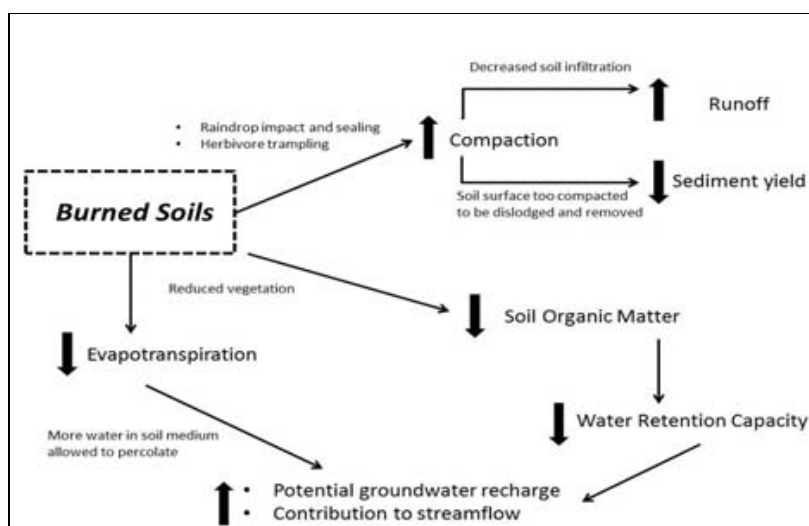 Decreased soil infiltration
Runoff
• Raindrop impact and sealing
• Herbivore trampling
Compaction
Sediment yield
Soil surface too compacted
to be dislodged and removed
Burned Soils
Reduced vegetation
Soil Organic Matter
Evapotranspiration
Water Retention Capacity
More water in soil medium
allowed to percolate
• Potential groundwater recharge
• Contribution to streamflow